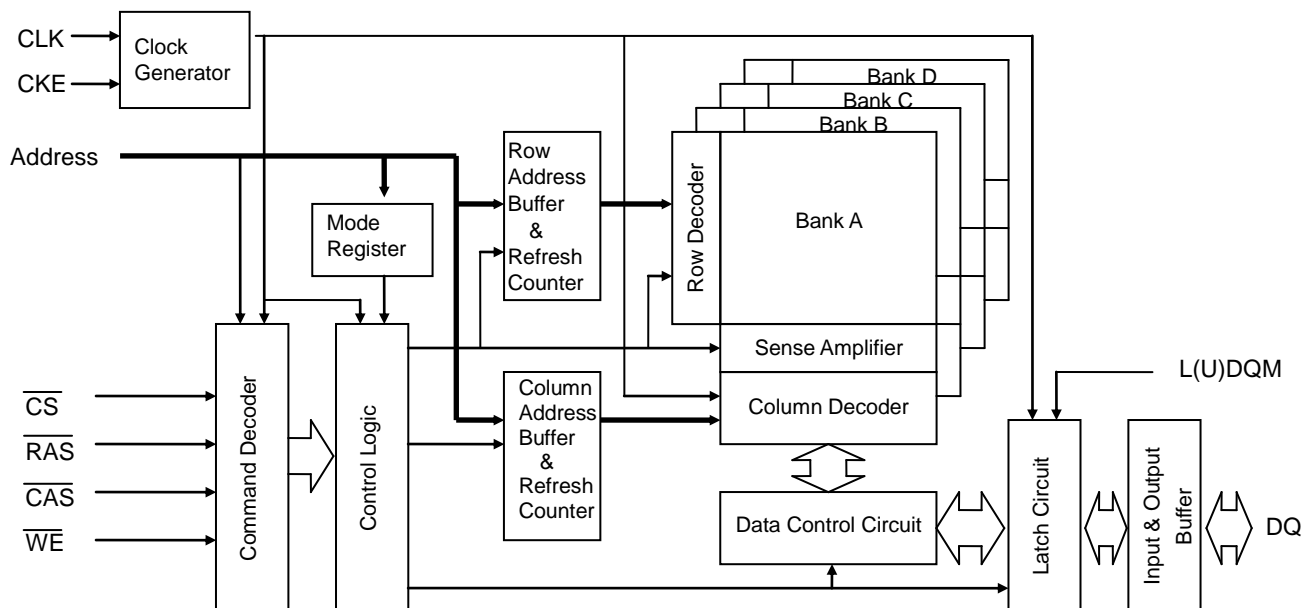 CLK
CKE
Clock
Generator
Address
Mode
Register
Row
Address
Buffer
&
Refresh
Counter
Bank D
Bank C
Bank B
Bank A
Row Decoder
Sense Amplifier
Column Decoder
Column
Address
Buffer
&
Refresh
Counter
CS
RAS
CAS
WE
Command Decoder
Control Logic
Data Control Circuit
L(U)DQM
Latch Circuit
Input & Output
Buffer
DQ